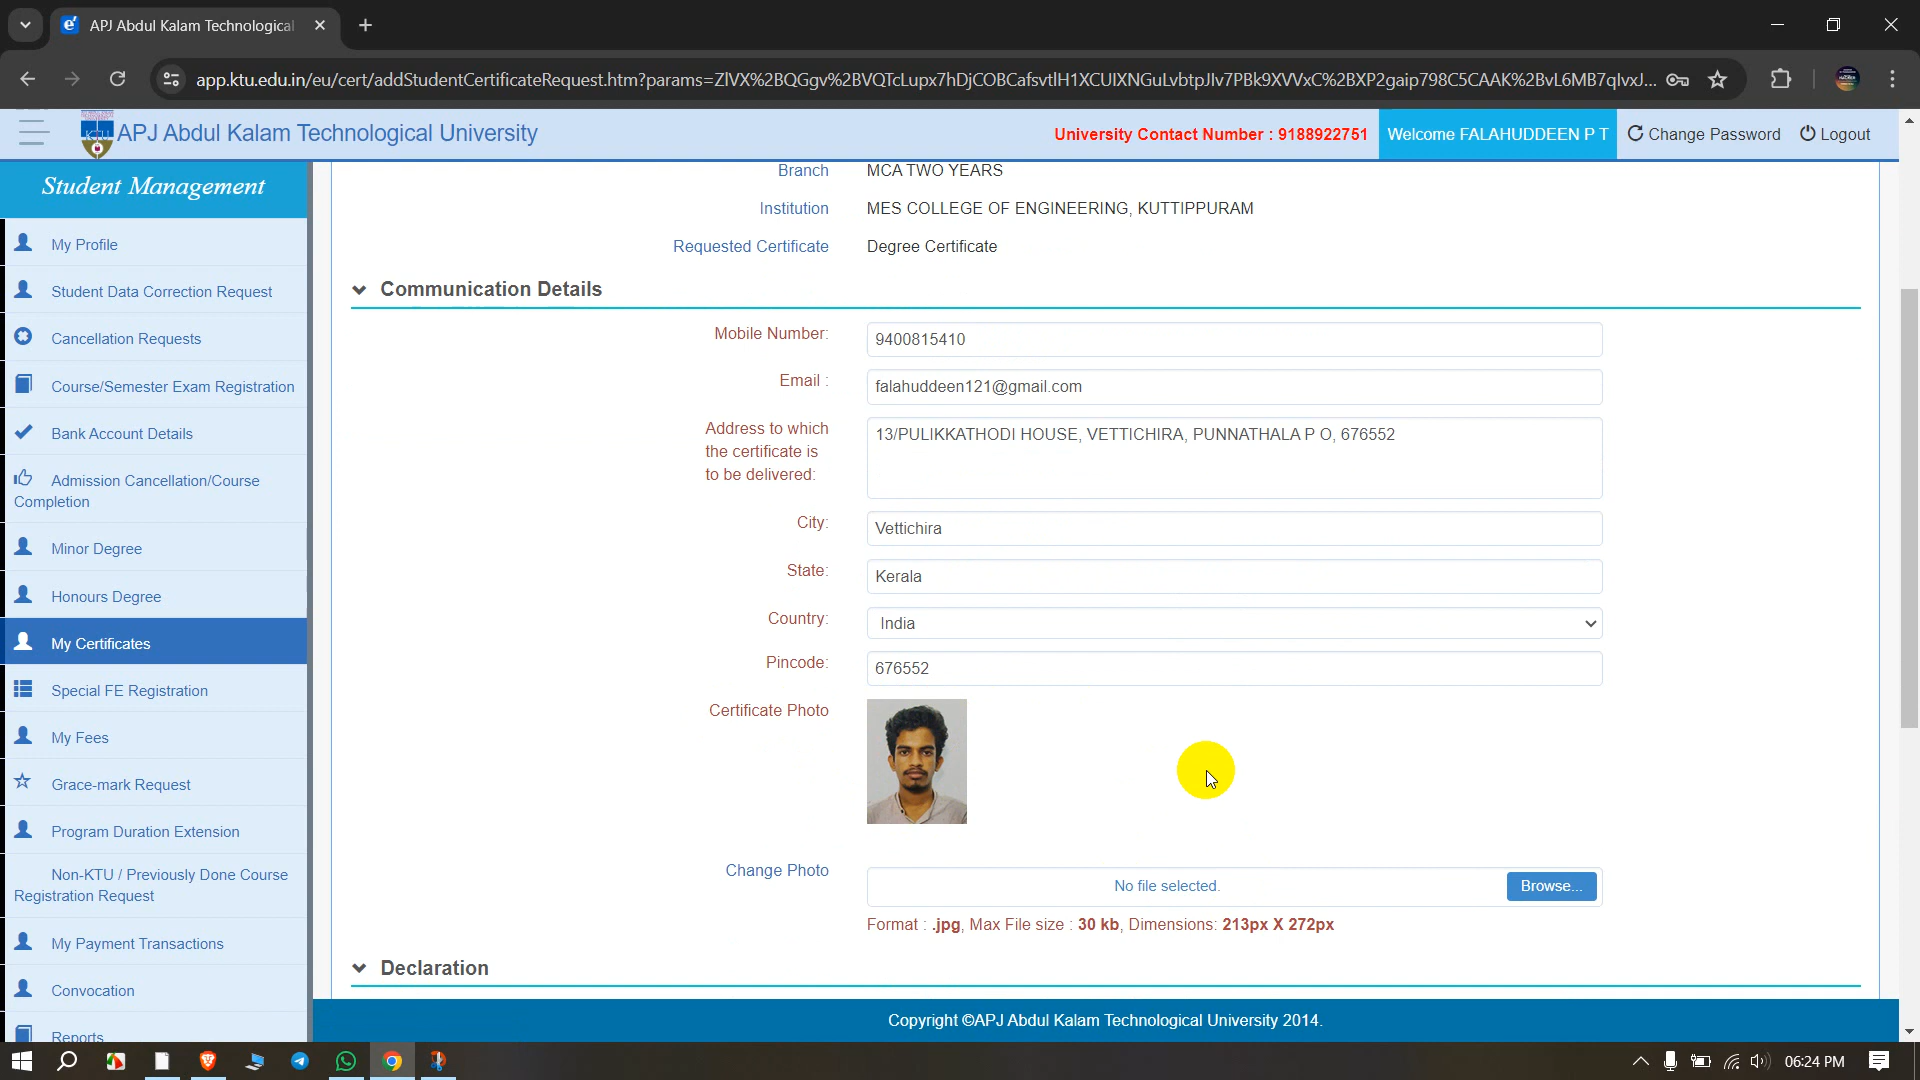 APJ Abdul Kalam Technological
app.ktu.edu.in/eu/cert/addStudentCertificateRequest.htm?params=ZlVX%2BQGgv%2BVQTcLupx7hDjCOBCafsvtlH1XCUIXNGuLvbtpJIv7PBk9XVVxC%2BXP2gaip798C5CAAK%2BvL6MB7qIvxJ...
APJ Abdul Kalam Technological University
University Contact Number : 9188922751
Welcome FALAHUDDEEN P T
Change Password
Logout
Student Management
My Profile
Student Data Correction Request
Cancellation Requests
Course/Semester Exam Registration
Bank Account Details
Admission Cancellation/Course
Completion
Minor Degree
Honours Degree
My Certificates
Special FE Registration
My Fees
Grace-mark Request
Program Duration Extension
Non-KTU / Previously Done Course
Registration Request
My Payment Transactions
Convocation
Reports
Branch MCA TWO YEARS
Institution MES COLLEGE OF ENGINEERING, KUTTIPPURAM
Requested Certificate Degree Certificate
Communication Details
Mobile Number: 9400815410
Email : falahuddeen121@gmail.com
Address to which
the certificate is
to be delivered:
13/PULIKKATHODI HOUSE, VETTICHIRA, PUNNATHALA P O, 676552
City: Vettichira
State: Kerala
Country: India
Pincode: 676552
Certificate Photo
Change Photo No file selected. Browse...
Format : .jpg, Max File size : 30 kb, Dimensions: 213px X 272px
Declaration
Copyright ©APJ Abdul Kalam Technological University 2014.
06:24 PM